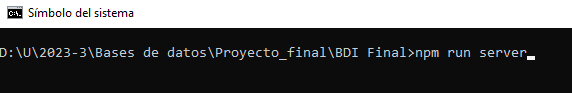 Símbolo del sistema
D:\U\2023-3\Bases de datos\Proyecto_final\BDI Final>npm run server